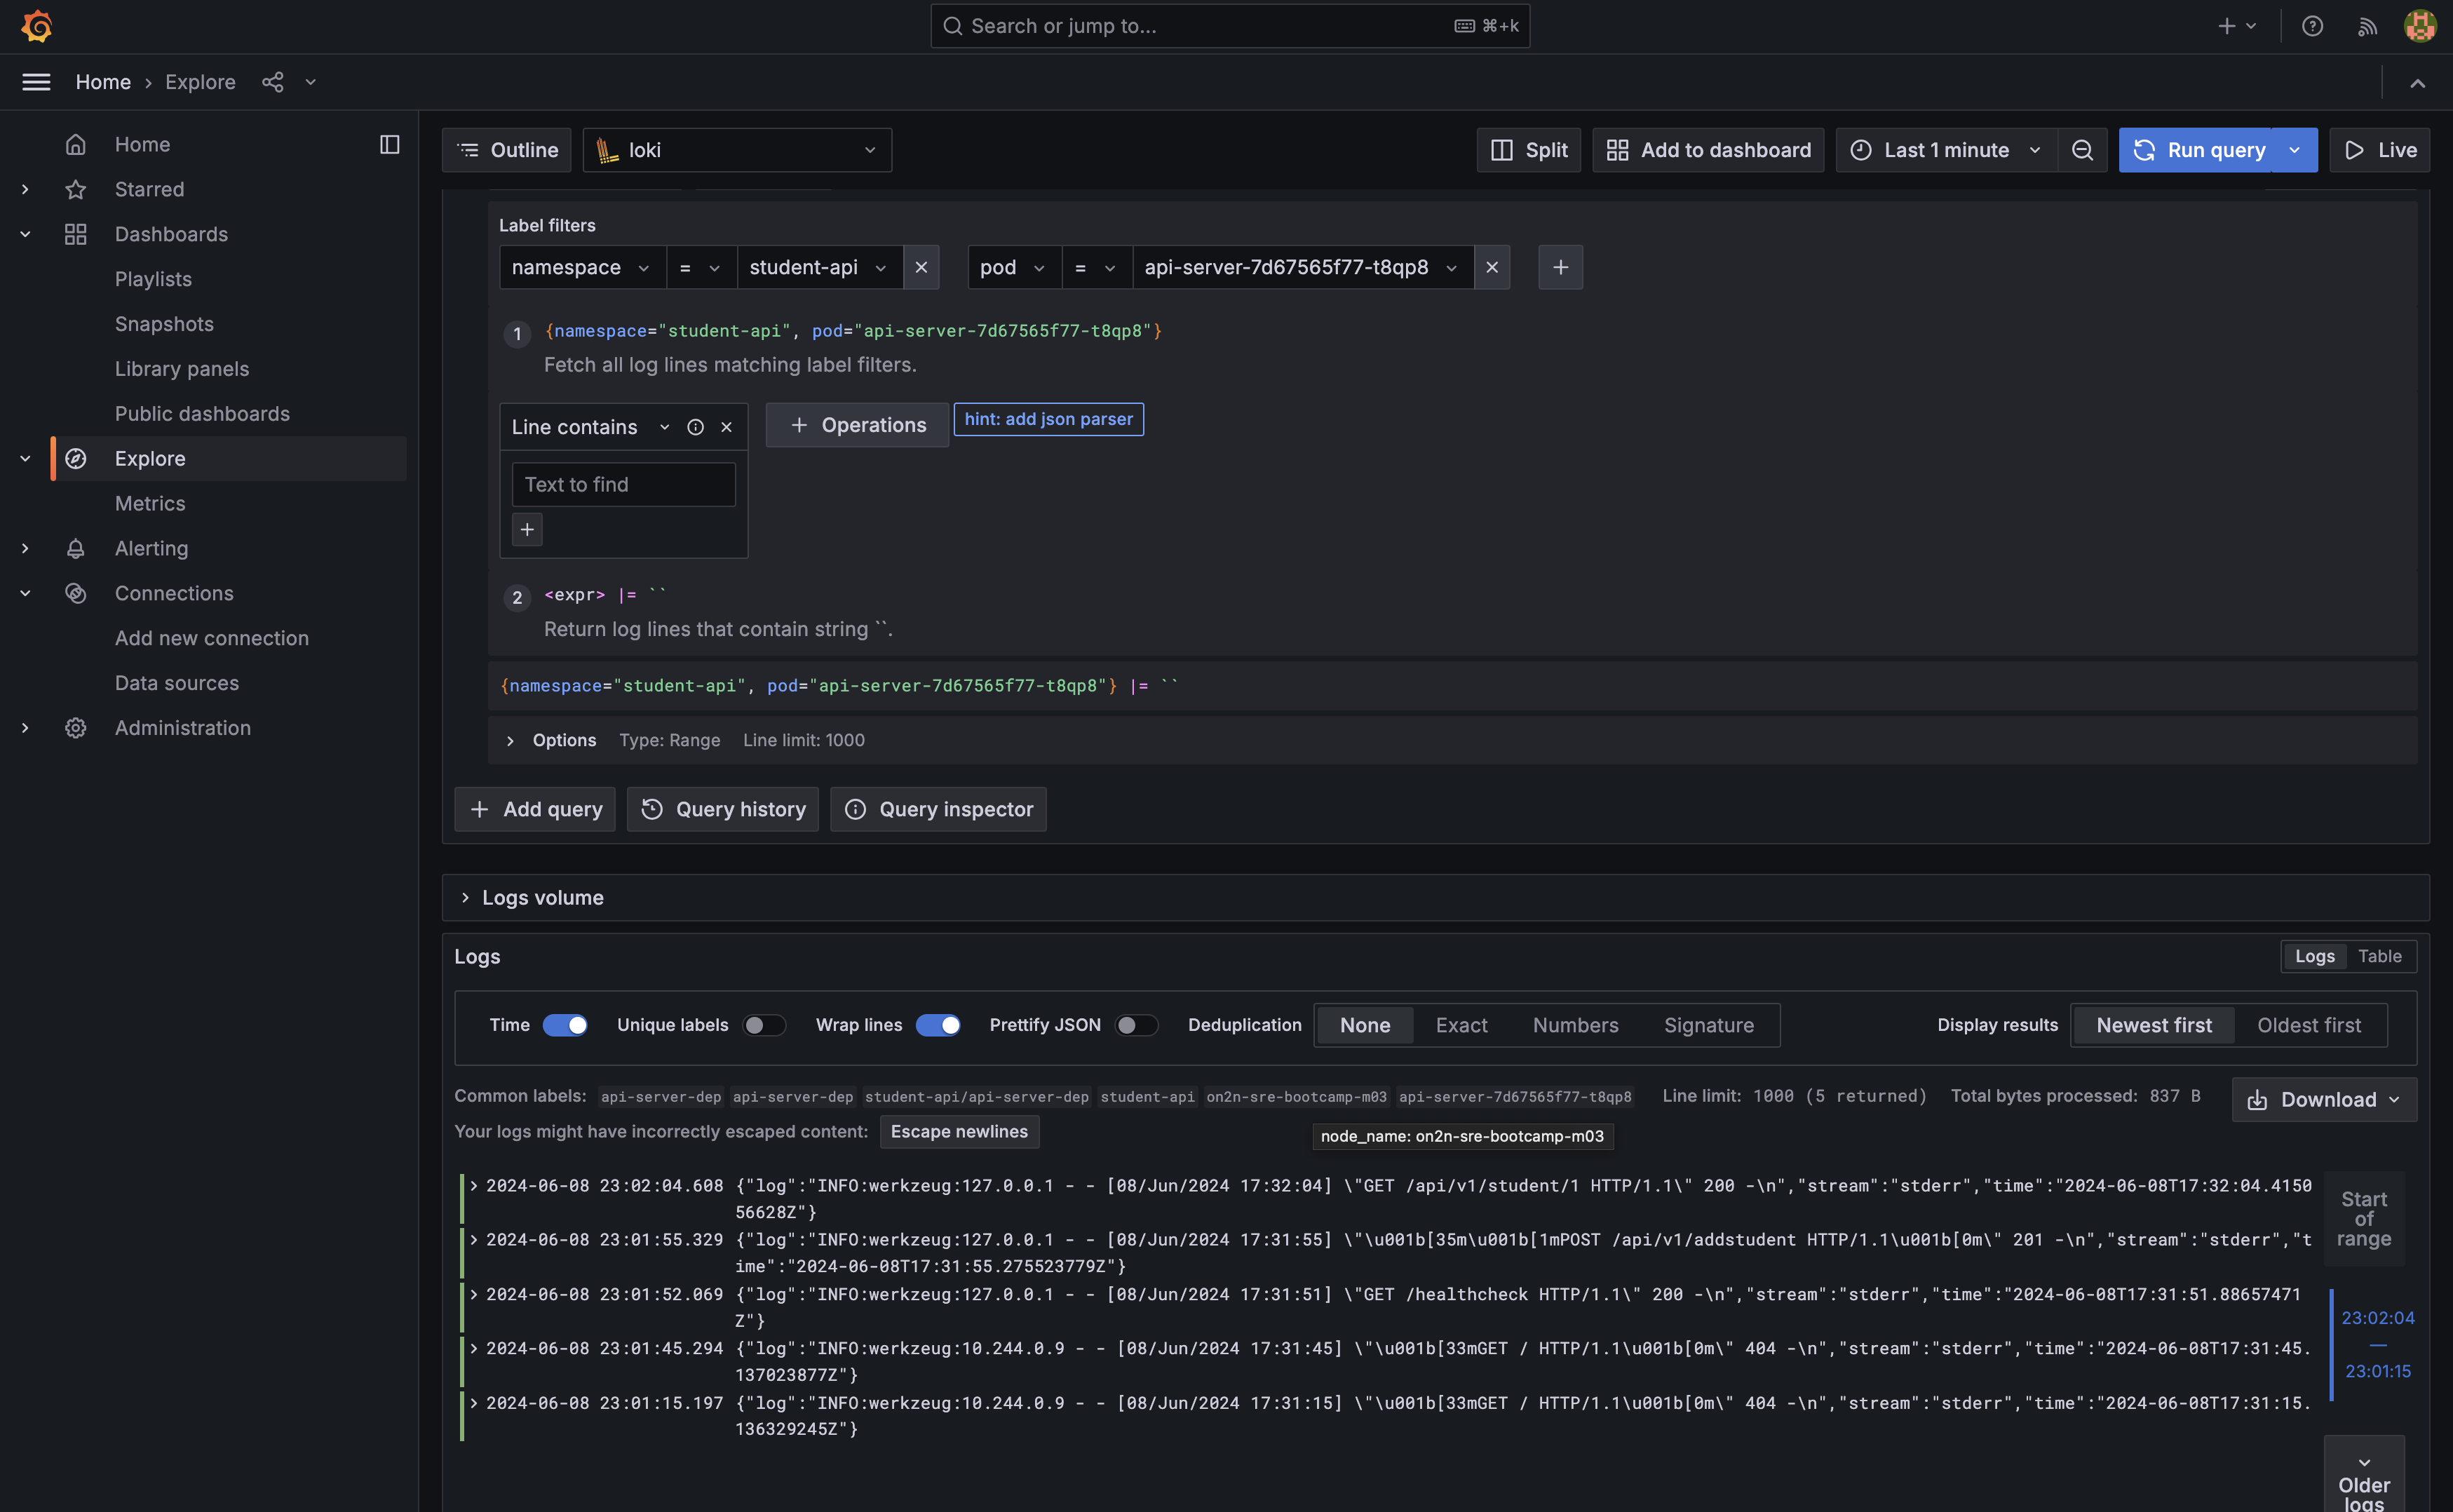 Search or jump to... ⌘+k
Home › Explore
Home
Starred
Dashboards
Playlists
Snapshots
Library panels
Public dashboards
Explore
Metrics
Alerting
Connections
Add new connection
Data sources
Administration
Outline loki Split Add to dashboard Last 1 minute Run query Live
Label filters
namespace = student-api pod = api-server-7d67565f77-t8qp8
1 {namespace="student-api", pod="api-server-7d67565f77-t8qp8"}
Fetch all log lines matching label filters.
Line contains + Operations hint: add json parser
Text to find
+
2 <expr> |= ``
Return log lines that contain string ``.
{namespace="student-api", pod="api-server-7d67565f77-t8qp8"} |= ``
Options Type: Range Line limit: 1000
+ Add query Query history Query inspector
Logs volume
Logs Logs Table
Time Unique labels Wrap lines Prettify JSON Deduplication None Exact Numbers Signature Display results Newest first Oldest first
Common labels: api-server-dep api-server-dep student-api/api-server-dep student-api on2n-sre-bootcamp-m03 api-server-7d67565f77-t8qp8 Line limit: 1000 (5 returned) Total bytes processed: 837 B Download
Your logs might have incorrectly escaped content: Escape newlines node_name: on2n-sre-bootcamp-m03
2024-06-08 23:02:04.608 {"log":"INFO:werkzeug:127.0.0.1 - - [08/Jun/2024 17:32:04] \"GET /api/v1/student/1 HTTP/1.1\" 200 -\n","stream":"stderr","time":"2024-06-08T17:32:04.4150
56628Z"}
2024-06-08 23:01:55.329 {"log":"INFO:werkzeug:127.0.0.1 - - [08/Jun/2024 17:31:55] \"\u001b[35m\u001b[1mPOST /api/v1/addstudent HTTP/1.1\u001b[0m\" 201 -\n","stream":"stderr","t
ime":"2024-06-08T17:31:55.275523779Z"}
2024-06-08 23:01:52.069 {"log":"INFO:werkzeug:127.0.0.1 - - [08/Jun/2024 17:31:51] \"GET /healthcheck HTTP/1.1\" 200 -\n","stream":"stderr","time":"2024-06-08T17:31:51.88657471
Z"}
2024-06-08 23:01:45.294 {"log":"INFO:werkzeug:10.244.0.9 - - [08/Jun/2024 17:31:45] \"\u001b[33mGET / HTTP/1.1\u001b[0m\" 404 -\n","stream":"stderr","time":"2024-06-08T17:31:45.
137023877Z"}
2024-06-08 23:01:15.197 {"log":"INFO:werkzeug:10.244.0.9 - - [08/Jun/2024 17:31:15] \"\u001b[33mGET / HTTP/1.1\u001b[0m\" 404 -\n","stream":"stderr","time":"2024-06-08T17:31:15.
136329245Z"}
Start
of
range
23:02:04
—
23:01:15
Older
logs